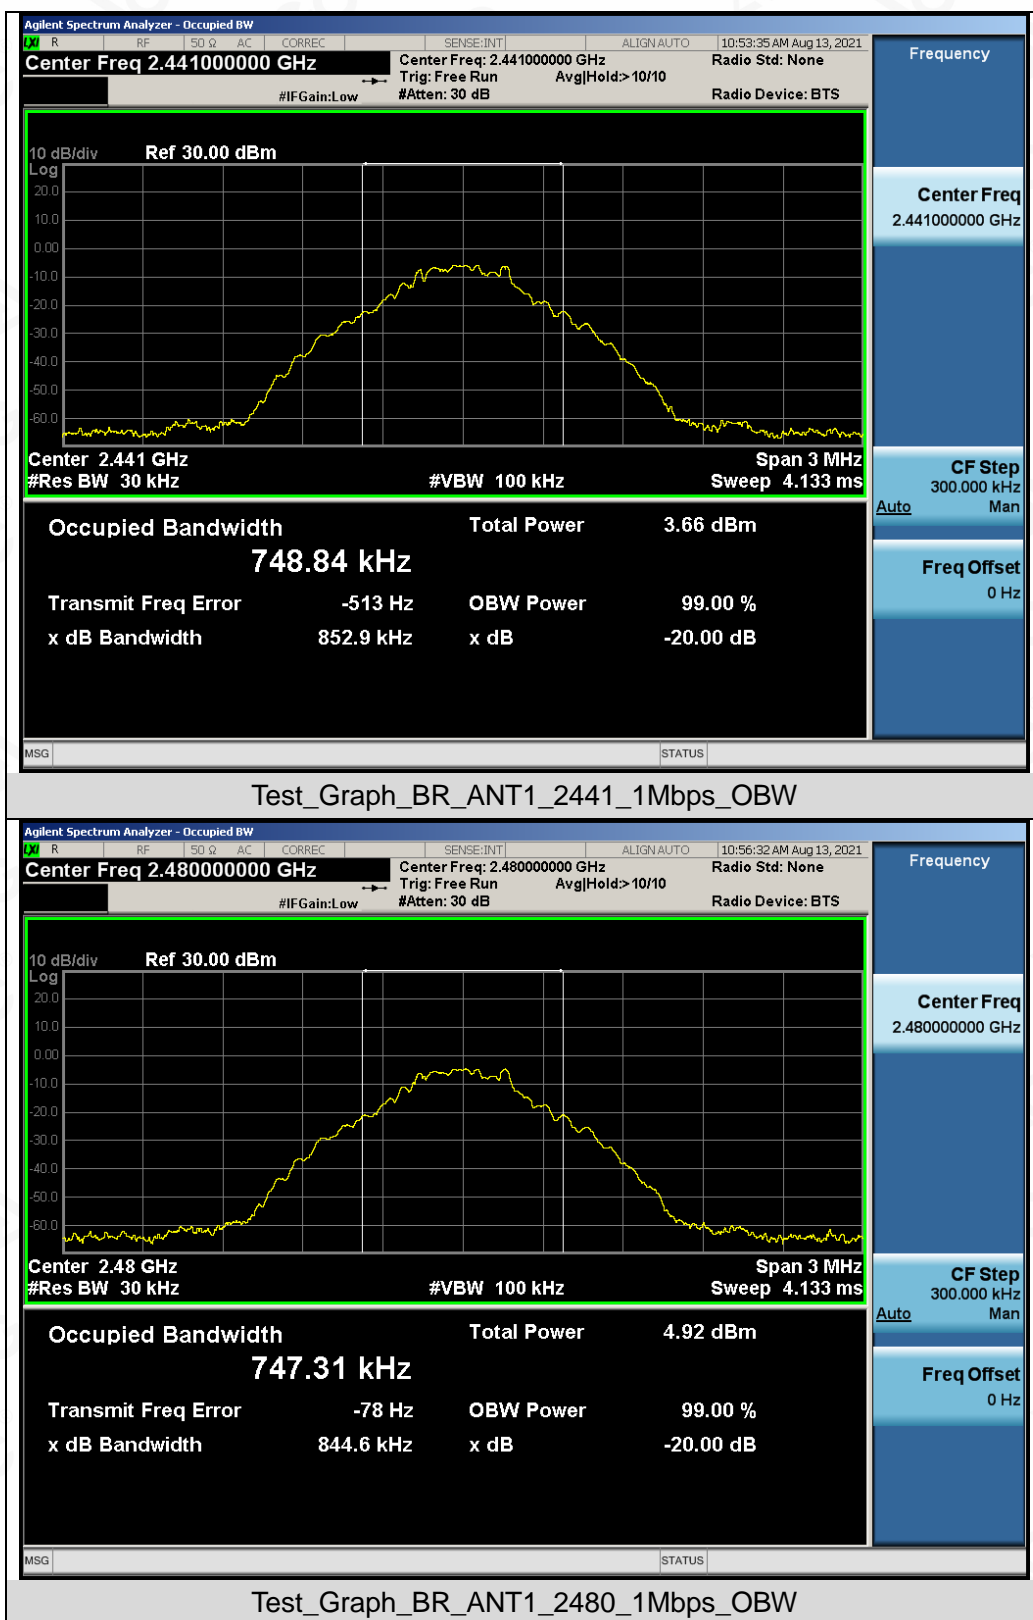 Agilent Spectrum Analyzer - Occupied BW
LXI R RF 50 Ω AC CORREC SENSE:INT ALIGN AUTO 10:53:35 AM Aug 13, 2021
Center Freq 2.441000000 GHz Center Freq: 2.441000000 GHz Radio Std: None
Trig: Free Run Avg|Hold:>10/10
#IFGain:Low #Atten: 30 dB Radio Device: BTS
Frequency
10 dB/div Ref 30.00 dBm
Log
20.0
10.0
0.00
-10.0
-20.0
-30.0
-40.0
-50.0
-60.0
Center 2.441 GHz Span 3 MHz
#Res BW 30 kHz #VBW 100 kHz Sweep 4.133 ms
Center Freq
2.441000000 GHz
CF Step
300.000 kHz
Auto Man
Freq Offset
0 Hz
Occupied Bandwidth Total Power 3.66 dBm
748.84 kHz
Transmit Freq Error -513 Hz OBW Power 99.00 %
x dB Bandwidth 852.9 kHz x dB -20.00 dB
MSG STATUS
Test_Graph_BR_ANT1_2441_1Mbps_OBW
Agilent Spectrum Analyzer - Occupied BW
LXI R RF 50 Ω AC CORREC SENSE:INT ALIGN AUTO 10:56:32 AM Aug 13, 2021
Center Freq 2.480000000 GHz Center Freq: 2.480000000 GHz Radio Std: None
Trig: Free Run Avg|Hold:>10/10
#IFGain:Low #Atten: 30 dB Radio Device: BTS
Frequency
10 dB/div Ref 30.00 dBm
Log
20.0
10.0
0.00
-10.0
-20.0
-30.0
-40.0
-50.0
-60.0
Center 2.48 GHz Span 3 MHz
#Res BW 30 kHz #VBW 100 kHz Sweep 4.133 ms
Center Freq
2.480000000 GHz
CF Step
300.000 kHz
Auto Man
Freq Offset
0 Hz
Occupied Bandwidth Total Power 4.92 dBm
747.31 kHz
Transmit Freq Error -78 Hz OBW Power 99.00 %
x dB Bandwidth 844.6 kHz x dB -20.00 dB
MSG STATUS
Test_Graph_BR_ANT1_2480_1Mbps_OBW